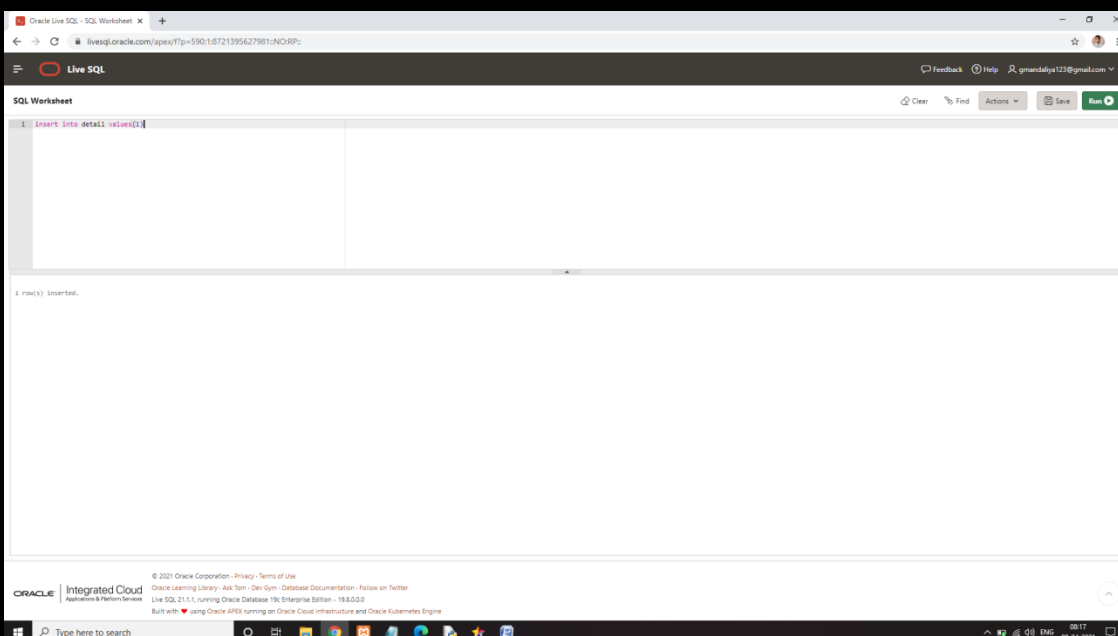 Oracle Live SQL - SQL Worksheet
livesql.oracle.com/apex/f?p=590:1:8721395627981::NO:RP::
Live SQL
Feedback Help gmandaliya123@gmail.com
SQL Worksheet
Clear Find Actions Save Run
1 insert into detail values(1)
1 row(s) inserted.
© 2021 Oracle Corporation - Privacy - Terms of Use
Oracle Learning Library - Ask Tom - Dev Gym - Database Documentation - Follow on Twitter
ORACLE Integrated Cloud
Applications & Platform Services
Live SQL 21.1.1, running Oracle Database 19c Enterprise Edition - 19.8.0.0.0
Built with ❤ using Oracle APEX running on Oracle Cloud Infrastructure and Oracle Kubernetes Engine
Type here to search
ENG 08:17